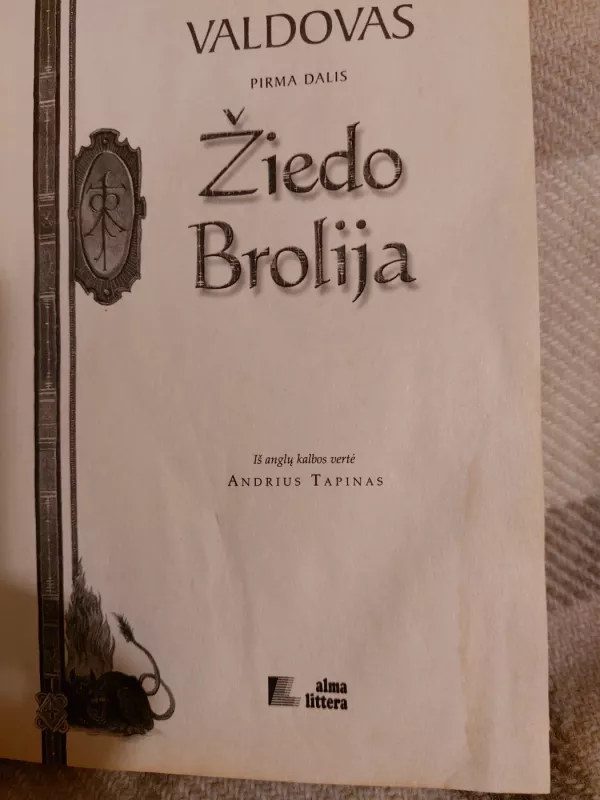 VALDOVAS
PIRMA DALIS
Žiedo
Brolija
Iš anglų kalbos vertė
ANDRIUS TAPINAS
alma
littera